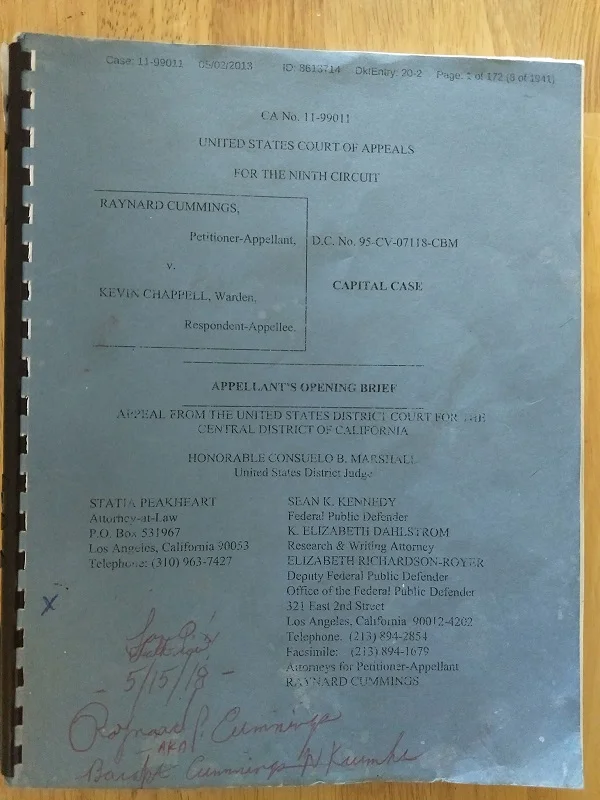 Case: 11-99011 05/02/2013 ID: 8613714 DktEntry: 20-2 Page: 2 of 172 (8 of 1941)
CA No. 11-99011
UNITED STATES COURT OF APPEALS
FOR THE NINTH CIRCUIT
RAYNARD CUMMINGS,
Petitioner-Appellant,
v.
KEVIN CHAPPELL, Warden,
Respondent-Appellee.
D.C. No. 95-CV-07118-CBM
CAPITAL CASE
APPELLANT'S OPENING BRIEF
APPEAL FROM THE UNITED STATES DISTRICT COURT FOR THE
CENTRAL DISTRICT OF CALIFORNIA
HONORABLE CONSUELO B. MARSHALL
United States District Judge
STATIA PEAKHEART
Attorney-at-Law
P.O. Box 531967
Los Angeles, California 90053
Telephone: (310) 963-7427
SEAN K. KENNEDY
Federal Public Defender
K. ELIZABETH DAHLSTROM
Research & Writing Attorney
ELIZABETH RICHARDSON-ROYER
Deputy Federal Public Defender
Office of the Federal Public Defender
321 East 2nd Street
Los Angeles, California 90012-4202
Telephone: (213) 894-2854
Facsimile: (213) 894-1679
Attorneys for Petitioner-Appellant
RAYNARD CUMMINGS
X
- 5/15/18 -
Raynard P. Cummings
AKA
Cummings